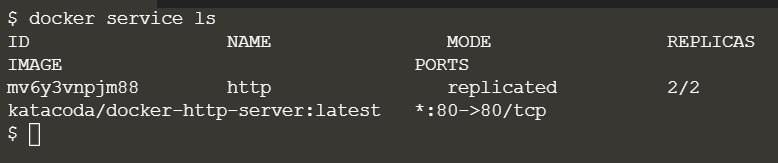 $ docker service ls
ID NAME MODE REPLICAS
IMAGE PORTS
mv6y3vnpjm88 http replicated 2/2
katacoda/docker-http-server:latest *:80->80/tcp
$